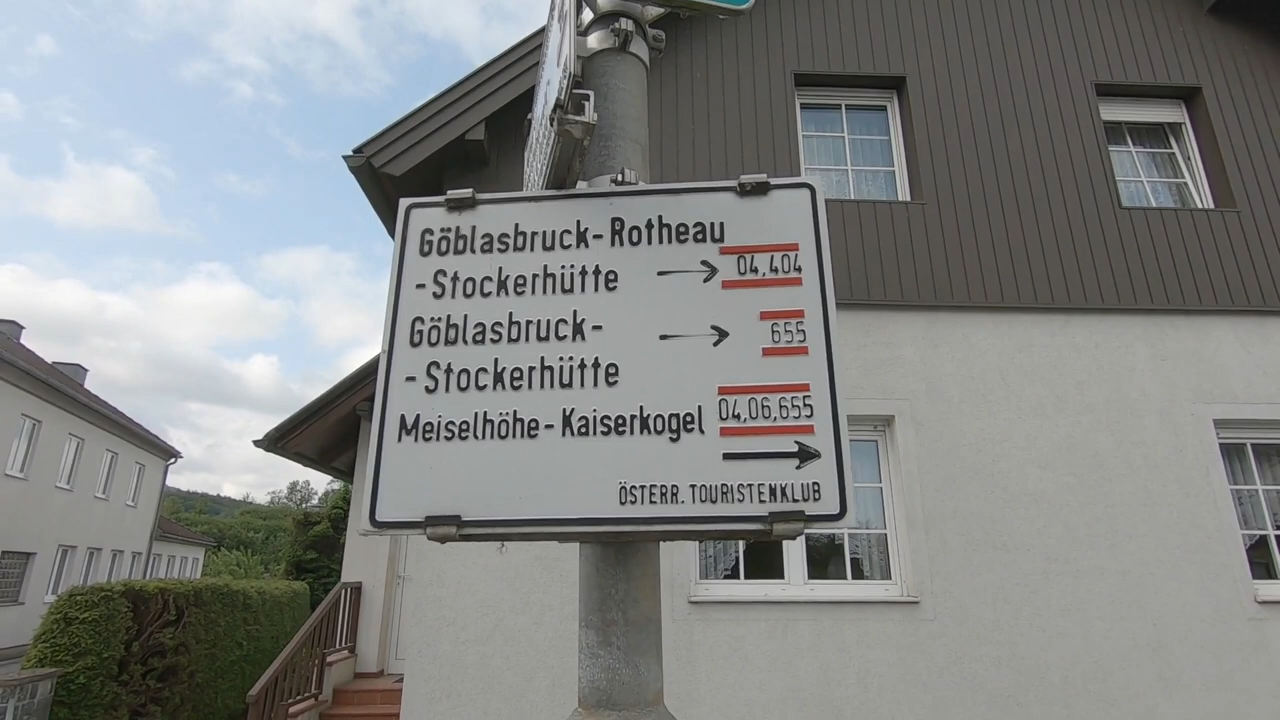 Göblasbruck-Rotheau
-Stockerhütte → 04,404
Göblasbruck- → 655
-Stockerhütte
Meiselhöhe-Kaiserkogel 04,06,655
→
ÖSTERR. TOURISTENKLUB